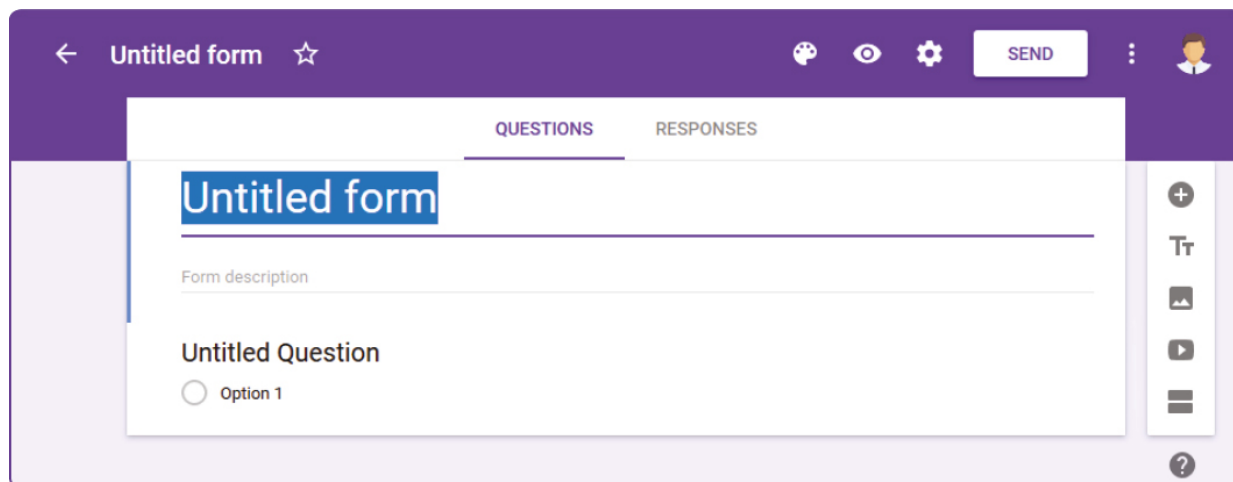 Untitled form
SEND
QUESTIONS RESPONSES
Untitled form
Form description
Untitled Question
Option 1